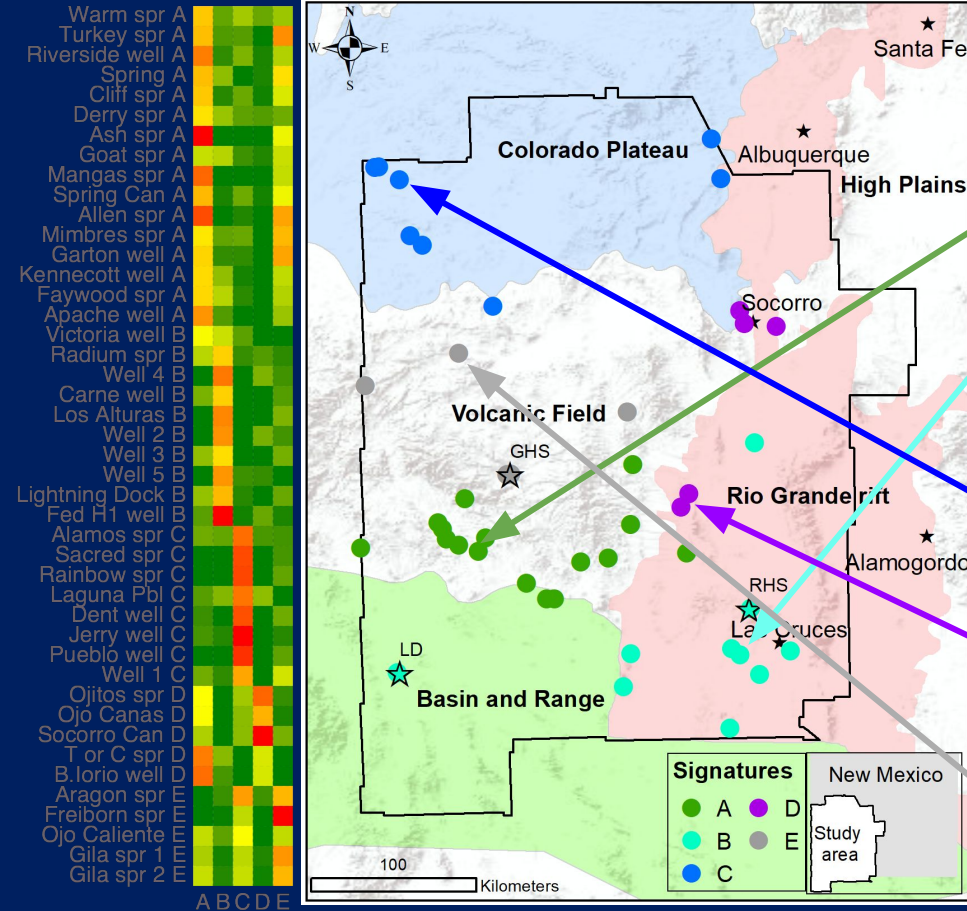 Warm spr A
Turkey spr A
Riverside well A
Spring A
Cliff spr A
Derry spr A
Ash spr A
Goat spr A
Mangas spr A
Spring Can A
Allen spr A
Mimbres spr A
Garton well A
Kennecott well A
Faywood spr A
Apache well A
Victoria well B
Radium spr B
Well 4 B
Carne well B
Los Alturas B
Well 2 B
Well 3 B
Well 5 B
Lightning Dock B
Fed H1 well B
Alamos spr C
Sacred spr C
Rainbow spr C
Laguna Pbl C
Dent well C
Jerry well C
Pueblo well C
Well 1 C
Ojitos spr D
Ojo Canas D
Socorro Can D
T or C spr D
B.Iorio well D
Aragon spr E
Freiborn spr E
Ojo Caliente E
Gila spr 1 E
Gila spr 2 E
A B C D E
N
W E
S
Santa Fe
Colorado Plateau
Albuquerque
High Plains
Socorro
Volcanic Field
GHS
Rio Grande rift
Alamogordo
RHS
Las Cruces
LD
Basin and Range
Signatures
A D
B E
C
New Mexico
Study
area
100
Kilometers